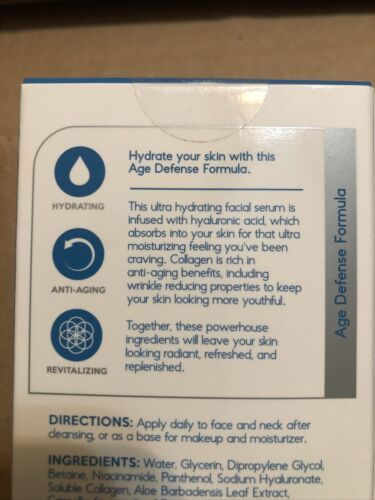 Hydrate your skin with this
Age Defense Formula.
HYDRATING
This ultra hydrating facial serum is
infused with hyaluronic acid, which
absorbs into your skin for that ultra
moisturizing feeling you've been
craving. Collagen is rich in
anti-aging benefits, including
wrinkle reducing properties to keep
your skin looking more youthful.
ANTI-AGING
Together, these powerhouse
ingredients will leave your skin
looking radiant, refreshed, and
replenished.
REVITALIZING
Age Defense Formula
DIRECTIONS: Apply daily to face and neck after
cleansing, or as a base for makeup and moisturizer.
INGREDIENTS: Water, Glycerin, Dipropylene Glycol,
Betaine, Niacinamide, Panthenol, Sodium Hyaluronate,
Soluble Collagen, Aloe Barbadensis Leaf Extract,